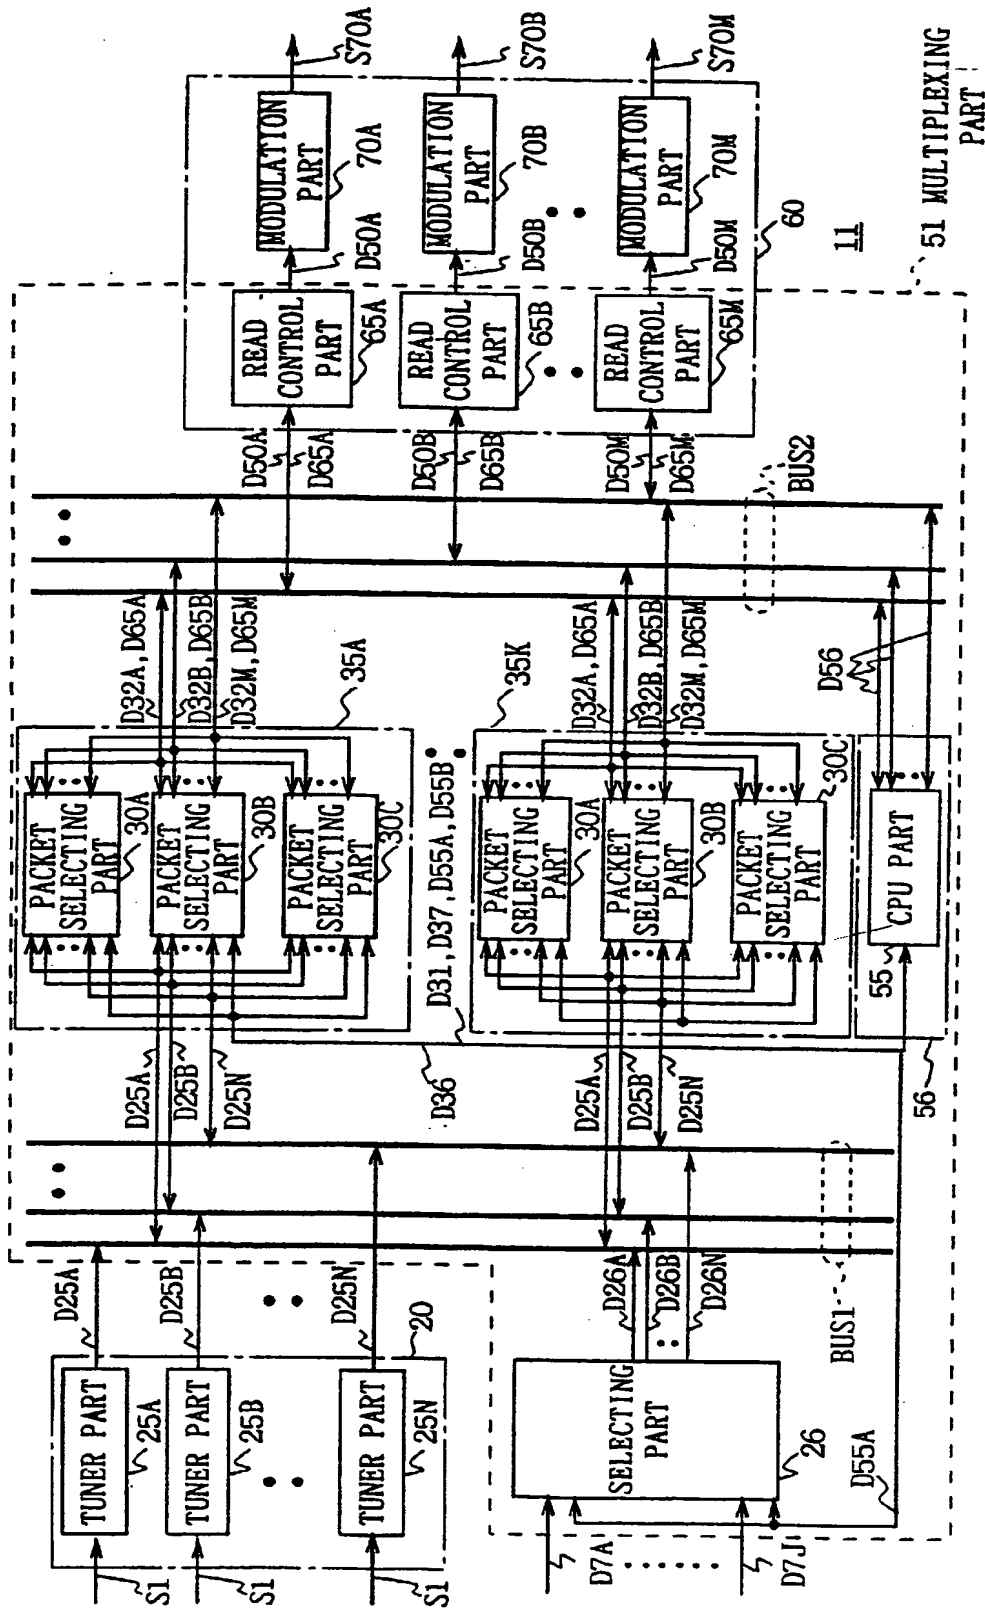 S1
S1
S1
TUNER PART
25A
TUNER PART
25B
TUNER PART
25N
20
D25A
D25B
D25N
D7A
D7J
SELECTING
PART
26
D55A
D26A
D26B
D26N
BUS1
D25A
D25B
D25N
D36
D25A
D25B
D25N
D31, D37, D55A, D55B
PACKET
SELECTING
PART
30A
PACKET
SELECTING
PART
30B
PACKET
SELECTING
PART
30C
35A
PACKET
SELECTING
PART
30A
PACKET
SELECTING
PART
30B
PACKET
SELECTING
PART
30C
35K
55
CPU PART
56
D32A, D65A
D32B, D65B
D32M, D65M
D32A, D65A
D32B, D65B
D32M, D65M
D56
BUS2
D50A
D65A
D50B
D65B
D50M
D65M
READ
CONTROL
PART
65A
READ
CONTROL
PART
65B
READ
CONTROL
PART
65M
D50A
D50B
D50M
MODULATION
PART
70A
MODULATION
PART
70B
MODULATION
PART
70M
60
S70A
S70B
S70M
11
51 MULTIPLEXING
PART